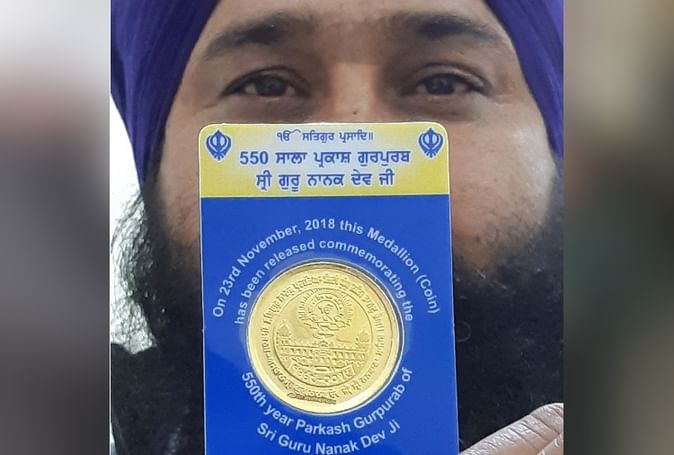 ੴ ਸਤਿਗੁਰ ਪ੍ਰਸਾਦਿ॥
550 ਸਾਲਾ ਪ੍ਰਕਾਸ਼ ਗੁਰਪੁਰਬ
ਸ੍ਰੀ ਗੁਰੂ ਨਾਨਕ ਦੇਵ ਜੀ
On 23rd November, 2018 this Medallion (Coin)
has been released commemorating the
550th year Parkash Gurpurab of
Sri Guru Nanak Dev Ji